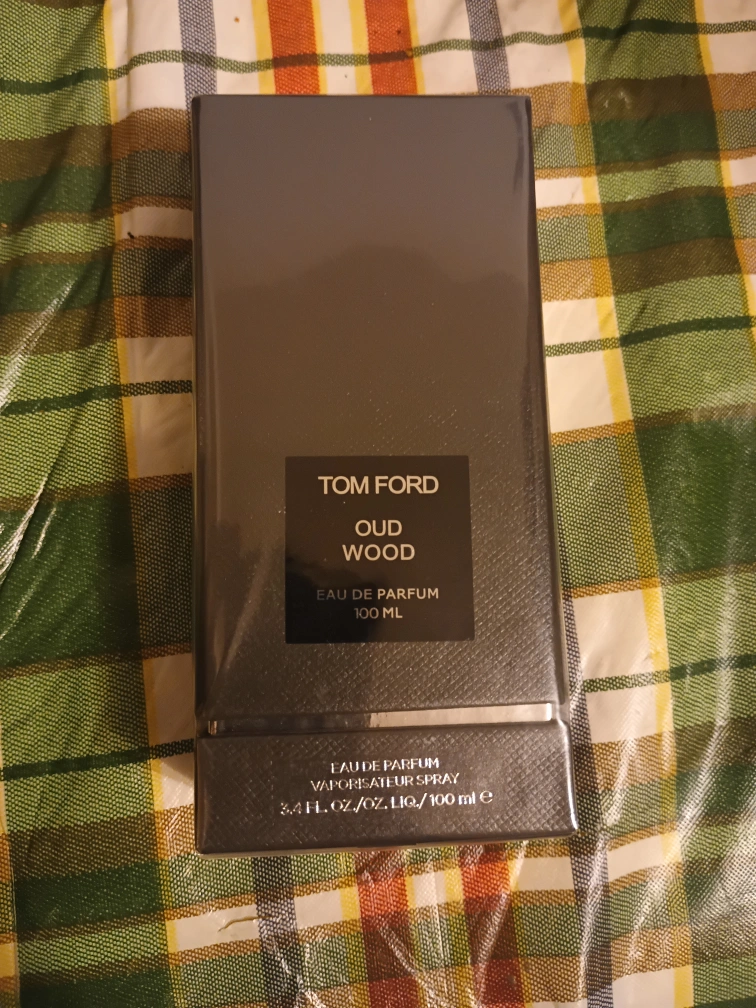 TOM FORD
OUD
WOOD
EAU DE PARFUM
100 ML
EAU DE PARFUM
VAPORISATEUR SPRAY
3.4 FL. OZ./OZ. LIQ./100 ml ℮